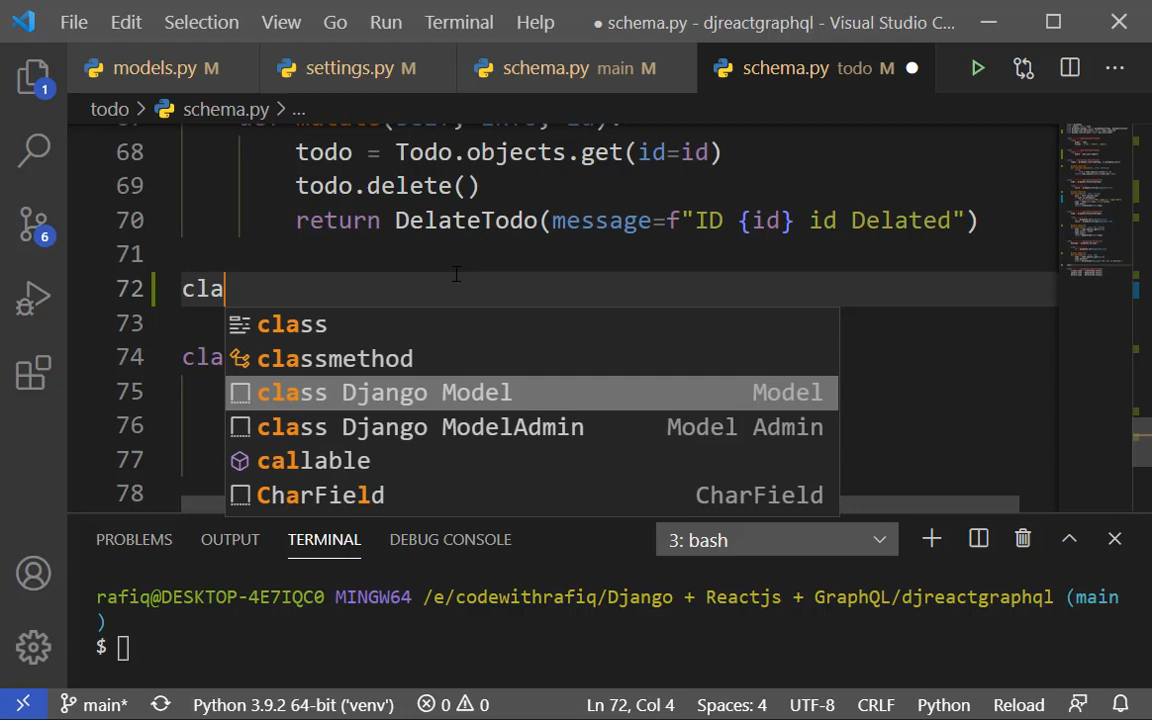 File Edit Selection View Go Run Terminal Help ● schema.py - djreactgraphql - Visual Studio C...
models.py M settings.py M schema.py main M schema.py todo M ●
todo > schema.py > ...
68 todo = Todo.objects.get(id=id)
69 todo.delete()
70 return DelateTodo(message=f"ID {id} id Delated")
71
72 cla
73 class
74 cla classmethod
75 class Django Model Model
76 class Django ModelAdmin Model Admin
77 callable
78 CharField CharField
PROBLEMS OUTPUT TERMINAL DEBUG CONSOLE 3: bash
rafiq@DESKTOP-4E7IQC0 MINGW64 /e/codewithrafiq/Django + Reactjs + GraphQL/djreactgraphql (main
)
$
main* Python 3.9.2 64-bit ('venv') 0 0 Ln 72, Col 4 Spaces: 4 UTF-8 CRLF Python Reload
1
6